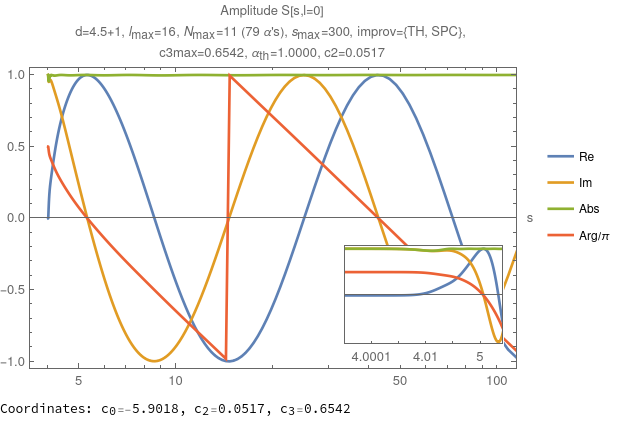 Amplitude S[s,l=0]
d=4.5+1, lmax=16, Nmax=11 (79 α's), smax=300, improv={TH, SPC},
c3max=0.6542, αth=1.0000, c2=0.0517
1.0
0.5
0.0
-0.5
-1.0
s
Re
Im
Abs
Arg/π
4.0001 4.01 5
5 10 50 100
Coordinates: c0=-5.9018, c2=0.0517, c3=0.6542